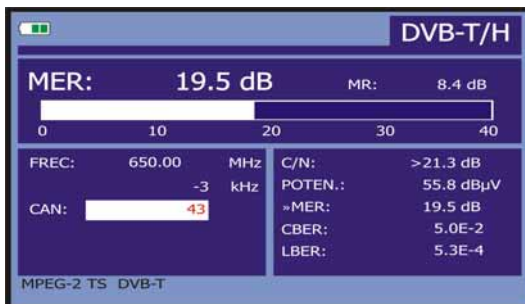 DVB-T/H
MER: 19.5 dB MR: 8.4 dB
0 10 20 30 40
FREC: 650.00 MHz
-3 kHz
CAN: 43
C/N: >21.3 dB
POTEN.: 55.8 dBµV
»MER: 19.5 dB
CBER: 5.0E-2
LBER: 5.3E-4
MPEG-2 TS DVB-T